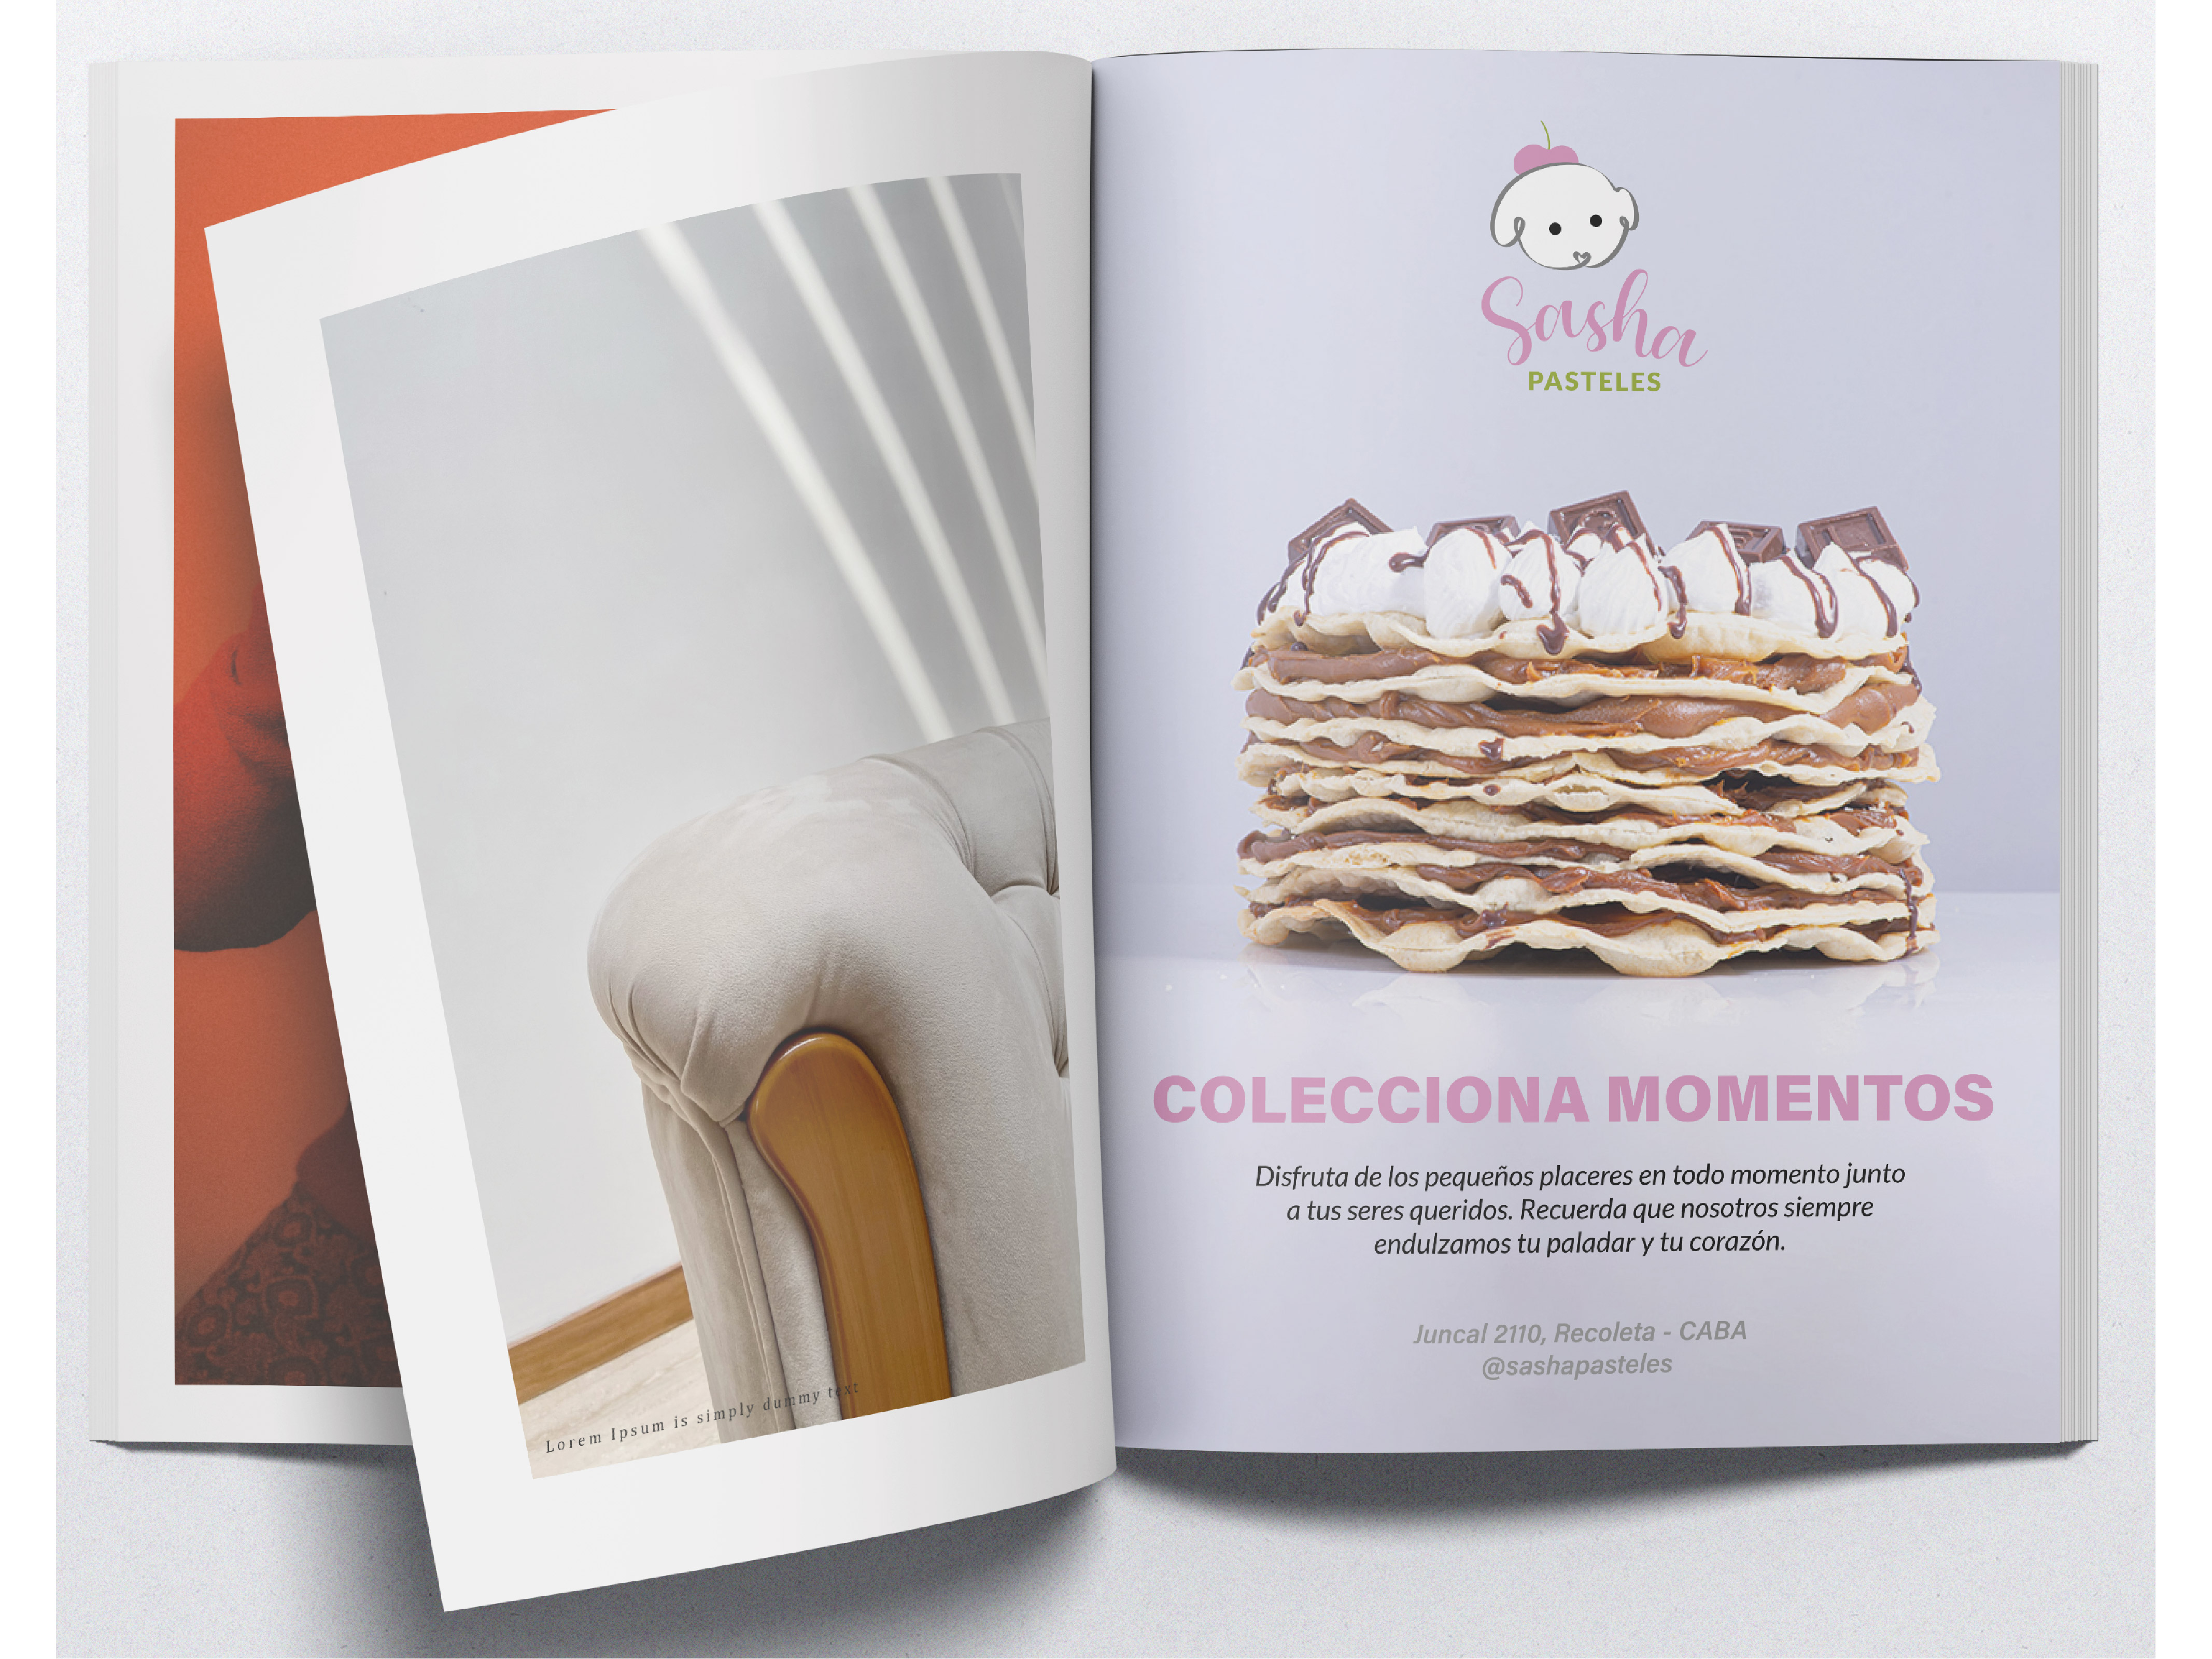 Lorem Ipsum is simply dummy text
Sasha
PASTELES
COLECCIONA MOMENTOS
Disfruta de los pequeños placeres en todo momento junto
a tus seres queridos. Recuerda que nosotros siempre
endulzamos tu paladar y tu corazón.
Juncal 2110, Recoleta - CABA
@sashapasteles